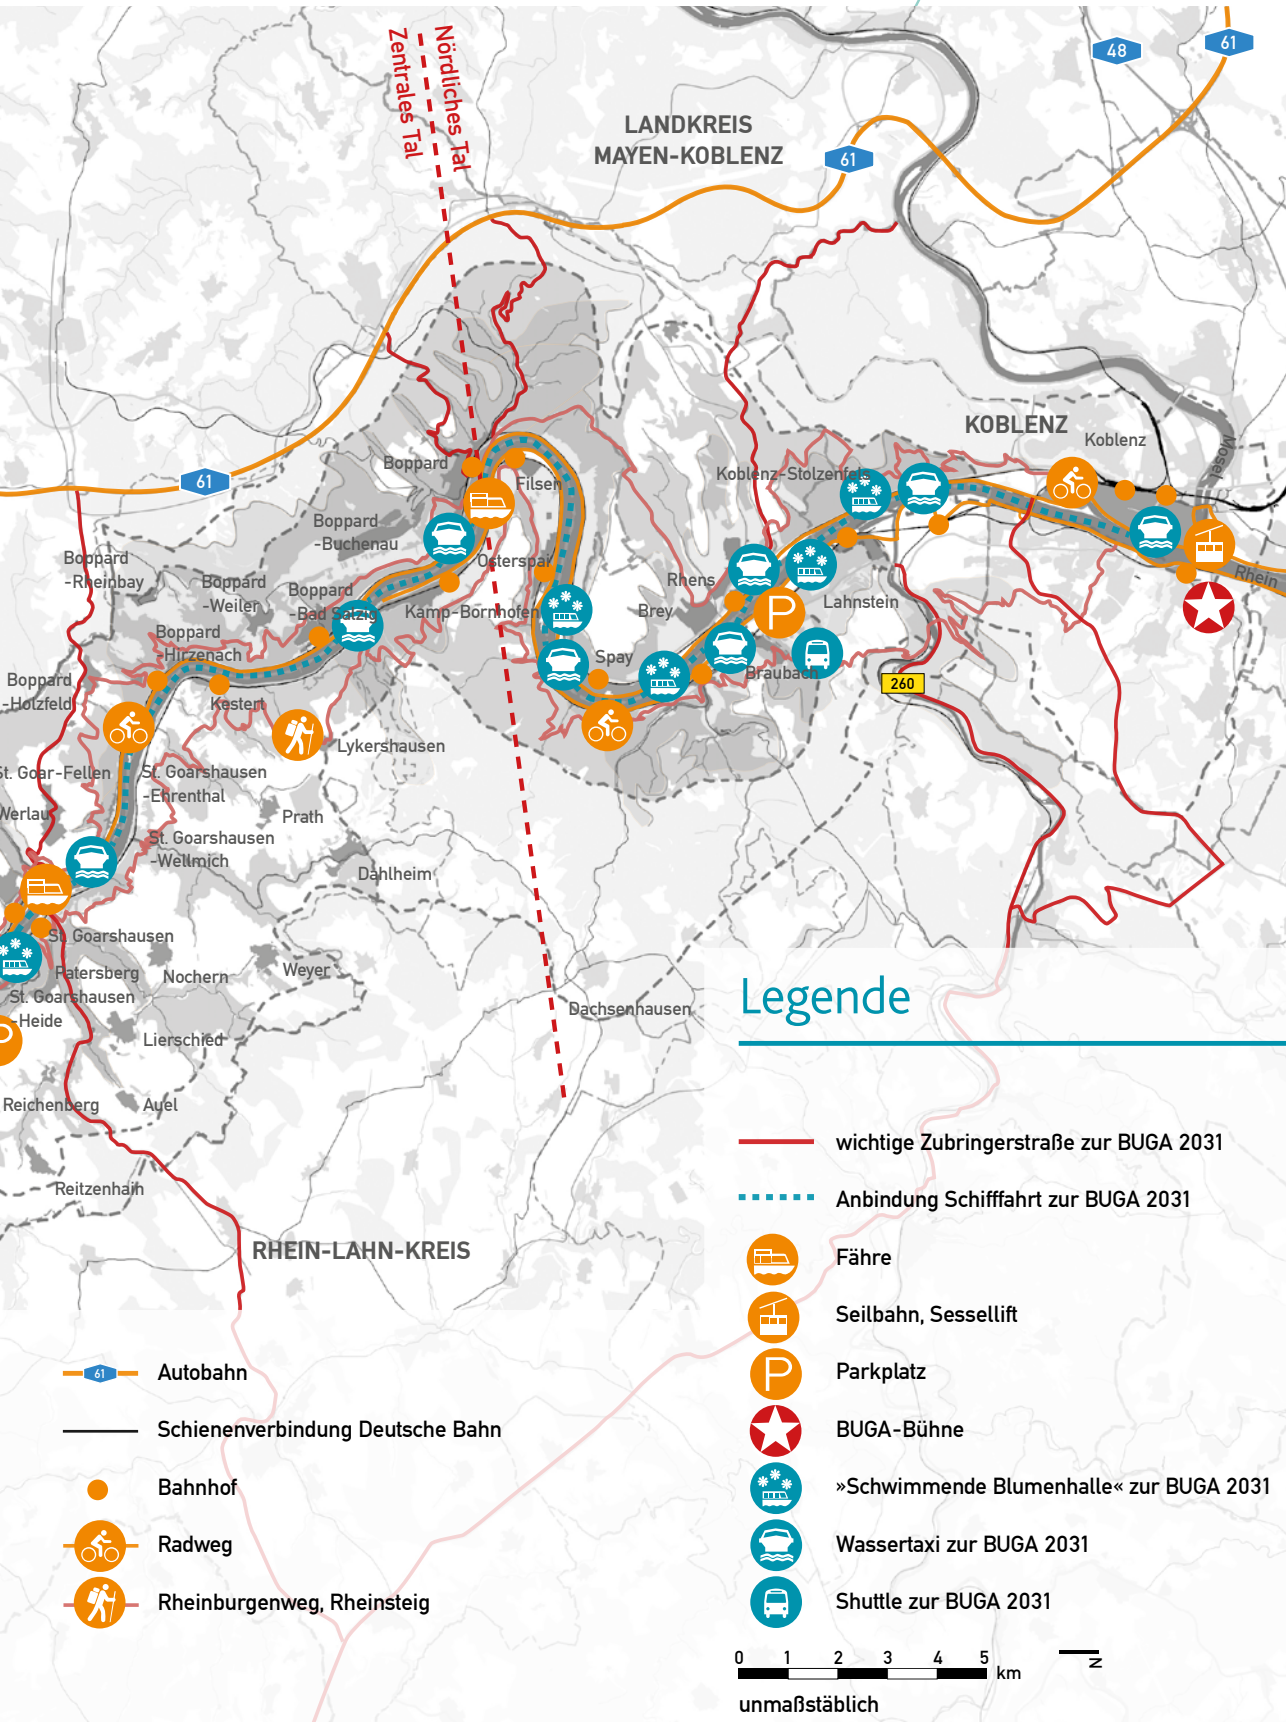 48
61
Nördliches Tal
Zentrales Tal
LANDKREIS
MAYEN-KOBLENZ
61
KOBLENZ
Koblenz
Mosel
Boppard
Koblenz-Stolzenfels
61
Filsen
Boppard
-Buchenau
Boppard
-Rheinbay
Osterspai
Rhein
Boppard
-Weiler
Boppard
-Bad Salzig
Kamp-Bornhofen
Rhens
Brey
Lahnstein
Boppard
-Hirzenach
Spay
Braubach
P
260
Boppard
-Holzfeld
Kestert
Lykershausen
St. Goar-Fellen
St. Goarshausen
-Ehrenthal
Werlau
Prath
St. Goarshausen
-Wellmich
Dahlheim
St. Goarshausen
Patersberg
Nochern
Weyer
St. Goarshausen
-Heide
Dachsenhausen
Lierschied
Reichenberg
Auel
Reitzenhain
RHEIN-LAHN-KREIS
Legende
wichtige Zubringerstraße zur BUGA 2031
Anbindung Schifffahrt zur BUGA 2031
Fähre
Seilbahn, Sessellift
P Parkplatz
BUGA-Bühne
»Schwimmende Blumenhalle« zur BUGA 2031
Wassertaxi zur BUGA 2031
Shuttle zur BUGA 2031
61 Autobahn
Schienenverbindung Deutsche Bahn
Bahnhof
Radweg
Rheinburgenweg, Rheinsteig
0 1 2 3 4 5 km
N
unmaßstäblich